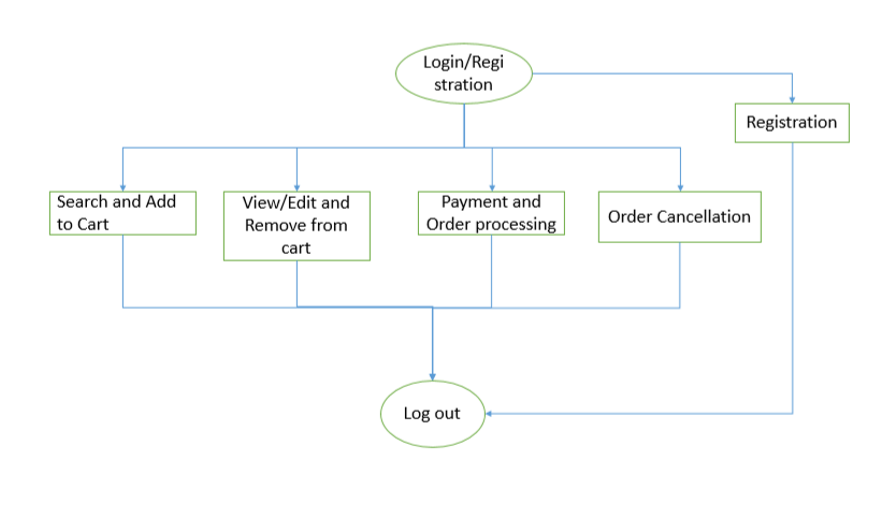 Login/Regi
stration
Registration
Search and Add
to Cart
View/Edit and
Remove from
cart
Payment and
Order processing
Order Cancellation
Log out